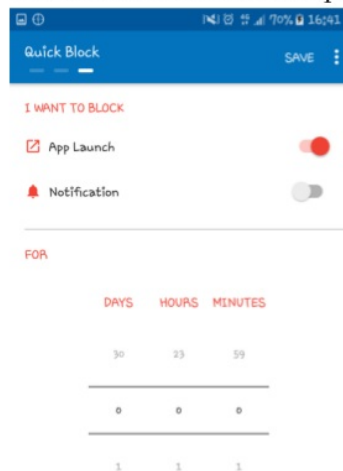 70% 16:41
Quick Block SAVE
I WANT TO BLOCK
App Launch
Notification
FOR
DAYS HOURS MINUTES
30 23 59
0 0 0
1 1 1